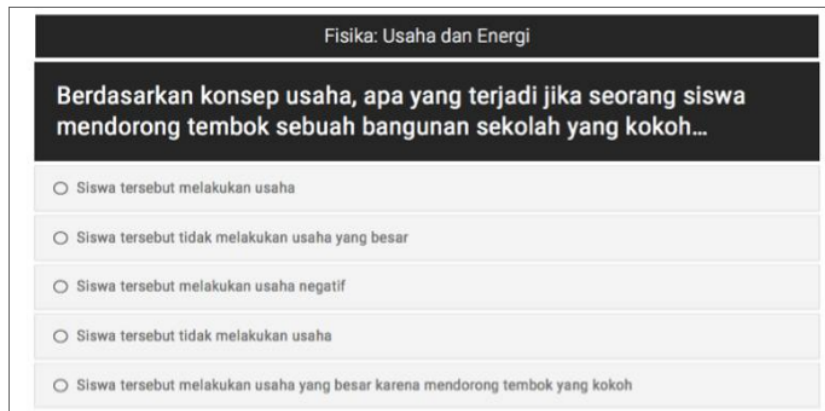 Fisika: Usaha dan Energi
Berdasarkan konsep usaha, apa yang terjadi jika seorang siswa
mendorong tembok sebuah bangunan sekolah yang kokoh...
Siswa tersebut melakukan usaha
Siswa tersebut tidak melakukan usaha yang besar
Siswa tersebut melakukan usaha negatif
Siswa tersebut tidak melakukan usaha
Siswa tersebut melakukan usaha yang besar karena mendorong tembok yang kokoh